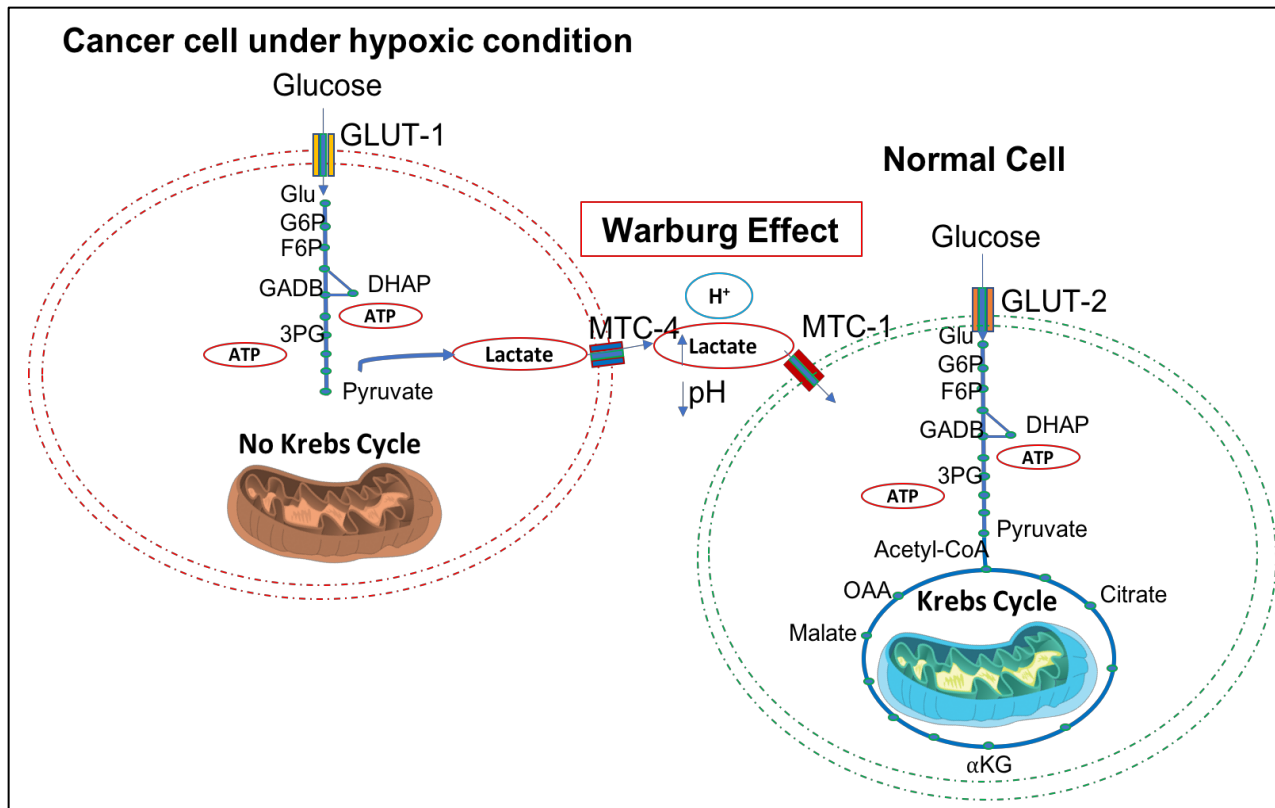 Cancer cell under hypoxic condition
Glucose
GLUT-1
Glu
G6P
F6P
GADB
DHAP
ATP
3PG
ATP
Pyruvate
Lactate
MTC-4
No Krebs Cycle
Warburg Effect
H⁺
Lactate
pH
MTC-1
Normal Cell
Glucose
GLUT-2
Glu
G6P
F6P
GADB
DHAP
ATP
3PG
ATP
Pyruvate
Acetyl-CoA
OAA
Krebs Cycle
Citrate
Malate
αKG